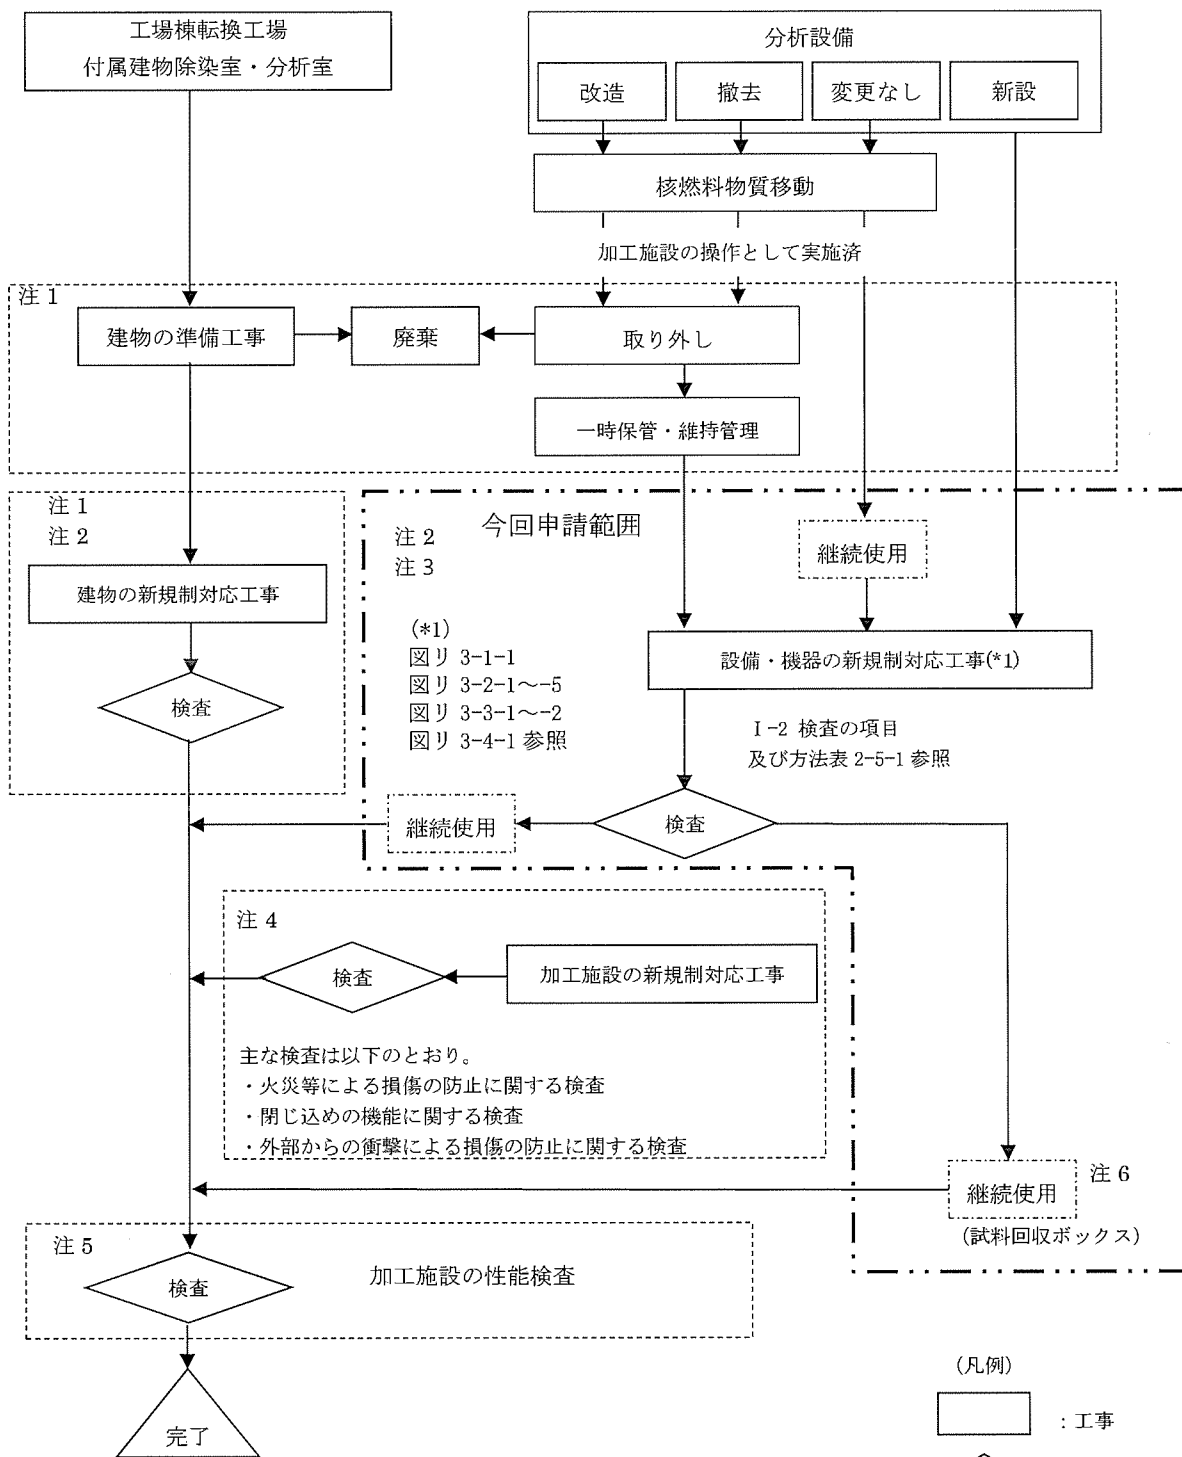 工場棟転換工場
付属建物除染室・分析室
分析設備
改造
撤去
変更なし
新設
核燃料物質移動
加工施設の操作として実施済
注 1
建物の準備工事
廃棄
取り外し
一時保管・維持管理
注 1
注 2
建物の新規制対応工事
検査
今回申請範囲
注 2
注 3
継続使用
(*1)
図リ 3-1-1
図リ 3-2-1～-5
図リ 3-3-1～-2
図リ 3-4-1 参照
設備・機器の新規制対応工事(*1)
Ⅰ-2 検査の項目
及び方法表 2-5-1 参照
継続使用
検査
注 4
検査
加工施設の新規制対応工事
主な検査は以下のとおり。
・火災等による損傷の防止に関する検査
・閉じ込めの機能に関する検査
・外部からの衝撃による損傷の防止に関する検査
継続使用
注 6
(試料回収ボックス)
注 5
検査
加工施設の性能検査
完了
(凡例)
：工事